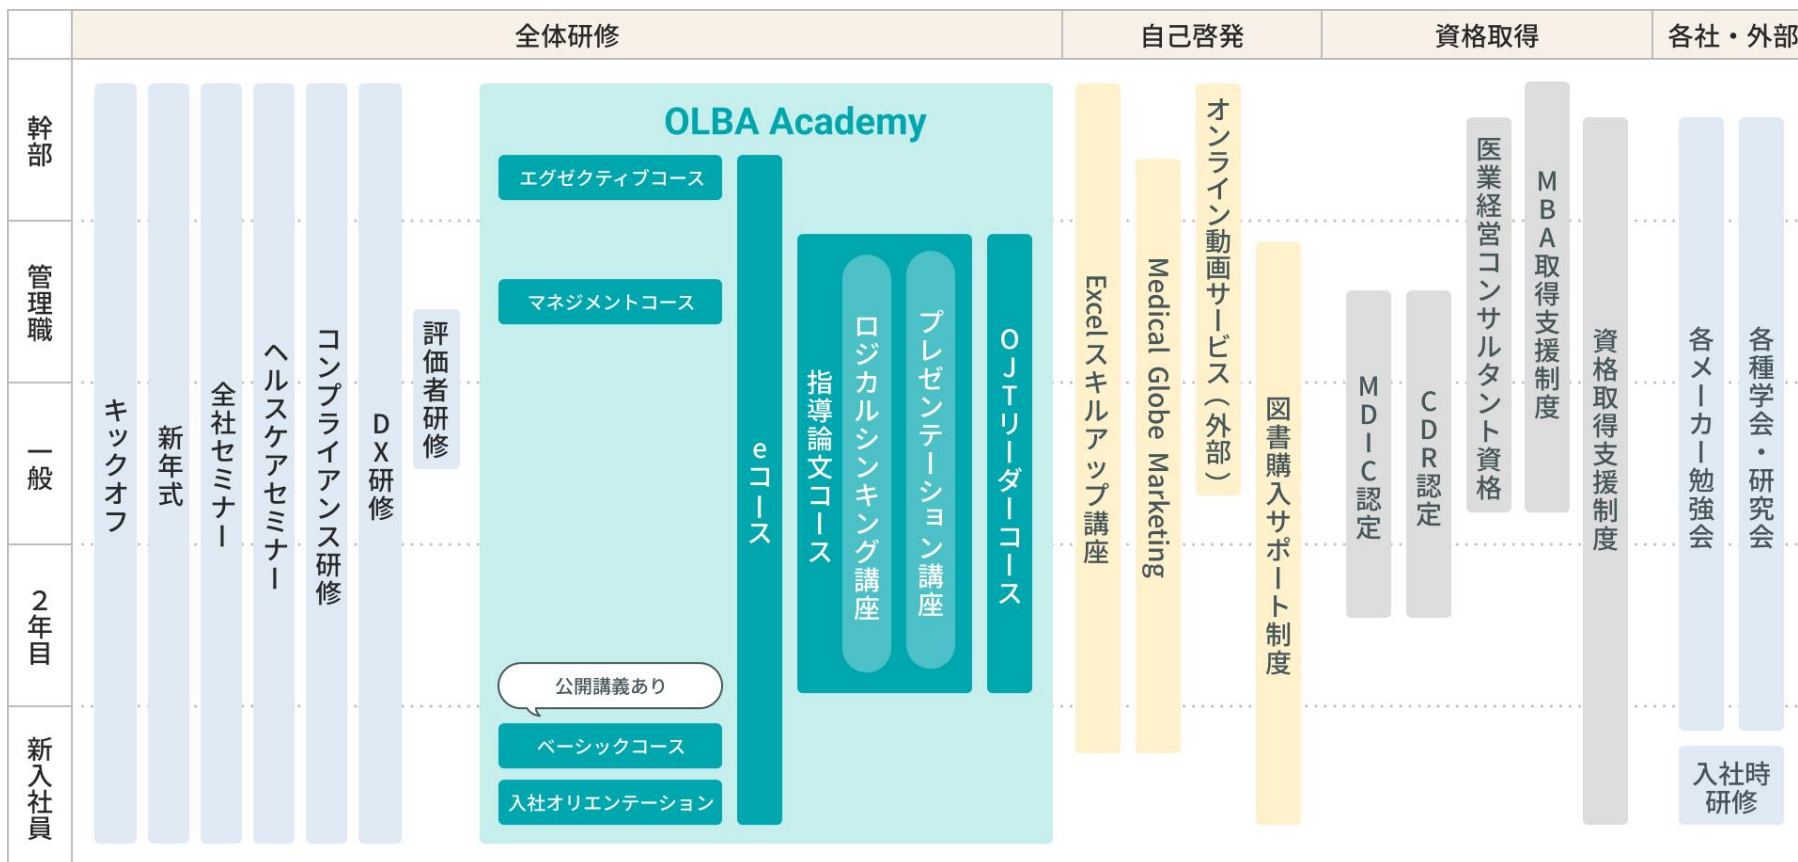 全体研修
自己啓発
資格取得
各社・外部
幹部
管理職
一般
2年目
新入社員
キックオフ
新年式
全社セミナー
ヘルスケアセミナー
コンプライアンス研修
DX研修
評価者研修
OLBA Academy
エグゼクティブコース
マネジメントコース
公開講義あり
ベーシックコース
入社オリエンテーション
eコース
指導論文コース
ロジカルシンキング講座
プレゼンテーション講座
OJTリーダーコース
Excelスキルアップ講座
Medical Globe Marketing
オンライン動画サービス（外部）
図書購入サポート制度
MDIC認定
CDR認定
医業経営コンサルタント資格
MBA取得支援制度
資格取得支援制度
各メーカー勉強会
各種学会・研究会
入社時
研修